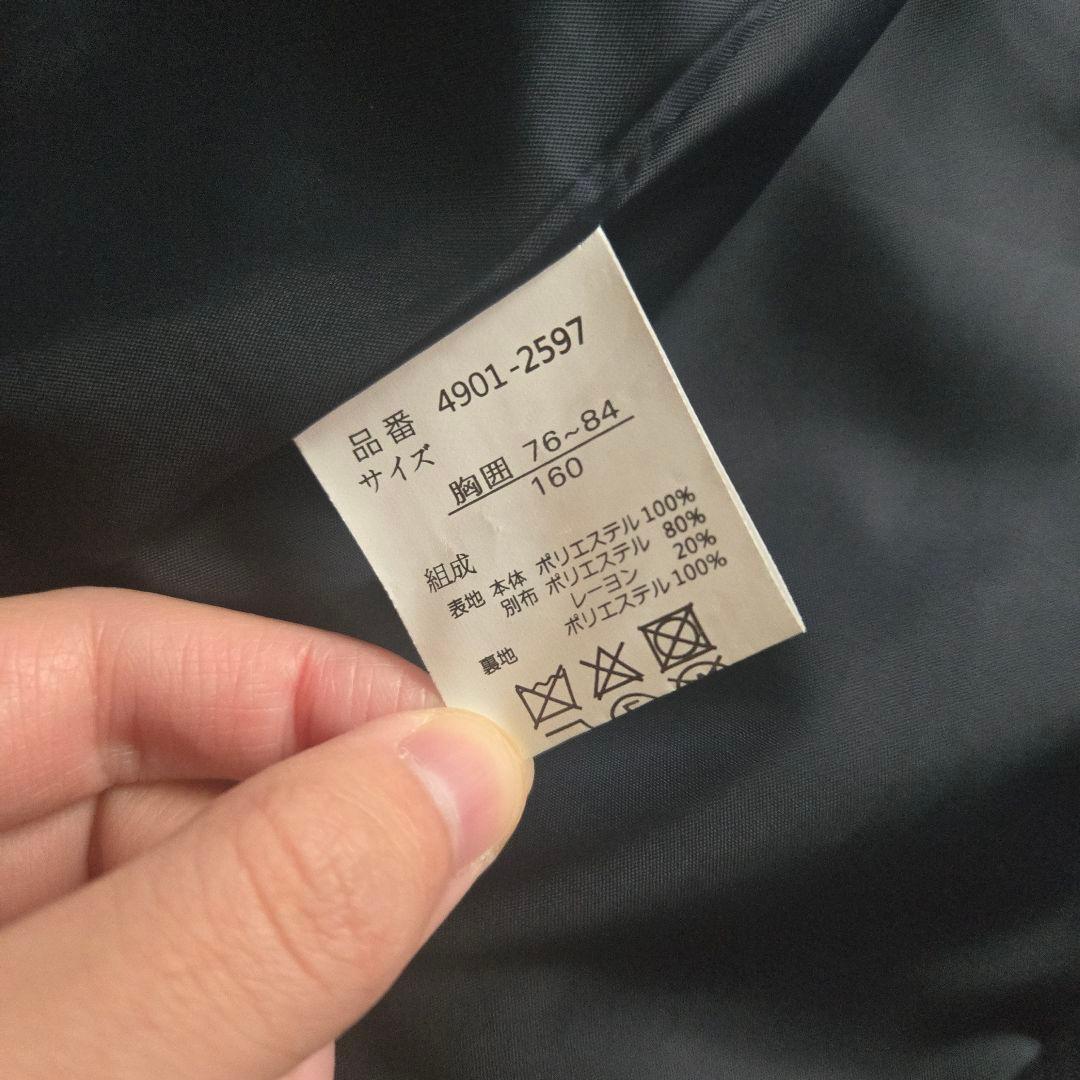 品番 4901-2597
サイズ
胸囲 76~84
160
組成
表地 本体 ポリエステル 100%
別布 ポリエステル 80%
レーヨン 20%
裏地 ポリエステル 100%